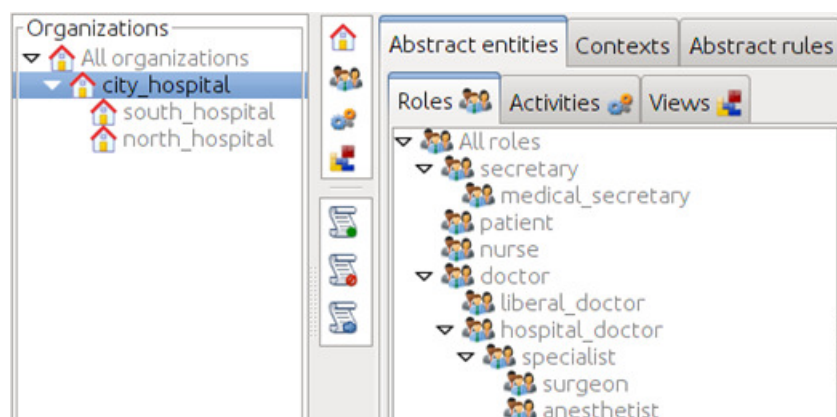 Organizations
All organizations
city_hospital
south_hospital
north_hospital
Abstract entities Contexts Abstract rules
Roles Activities Views
All roles
secretary
medical_secretary
patient
nurse
doctor
liberal_doctor
hospital_doctor
specialist
surgeon
anesthetist